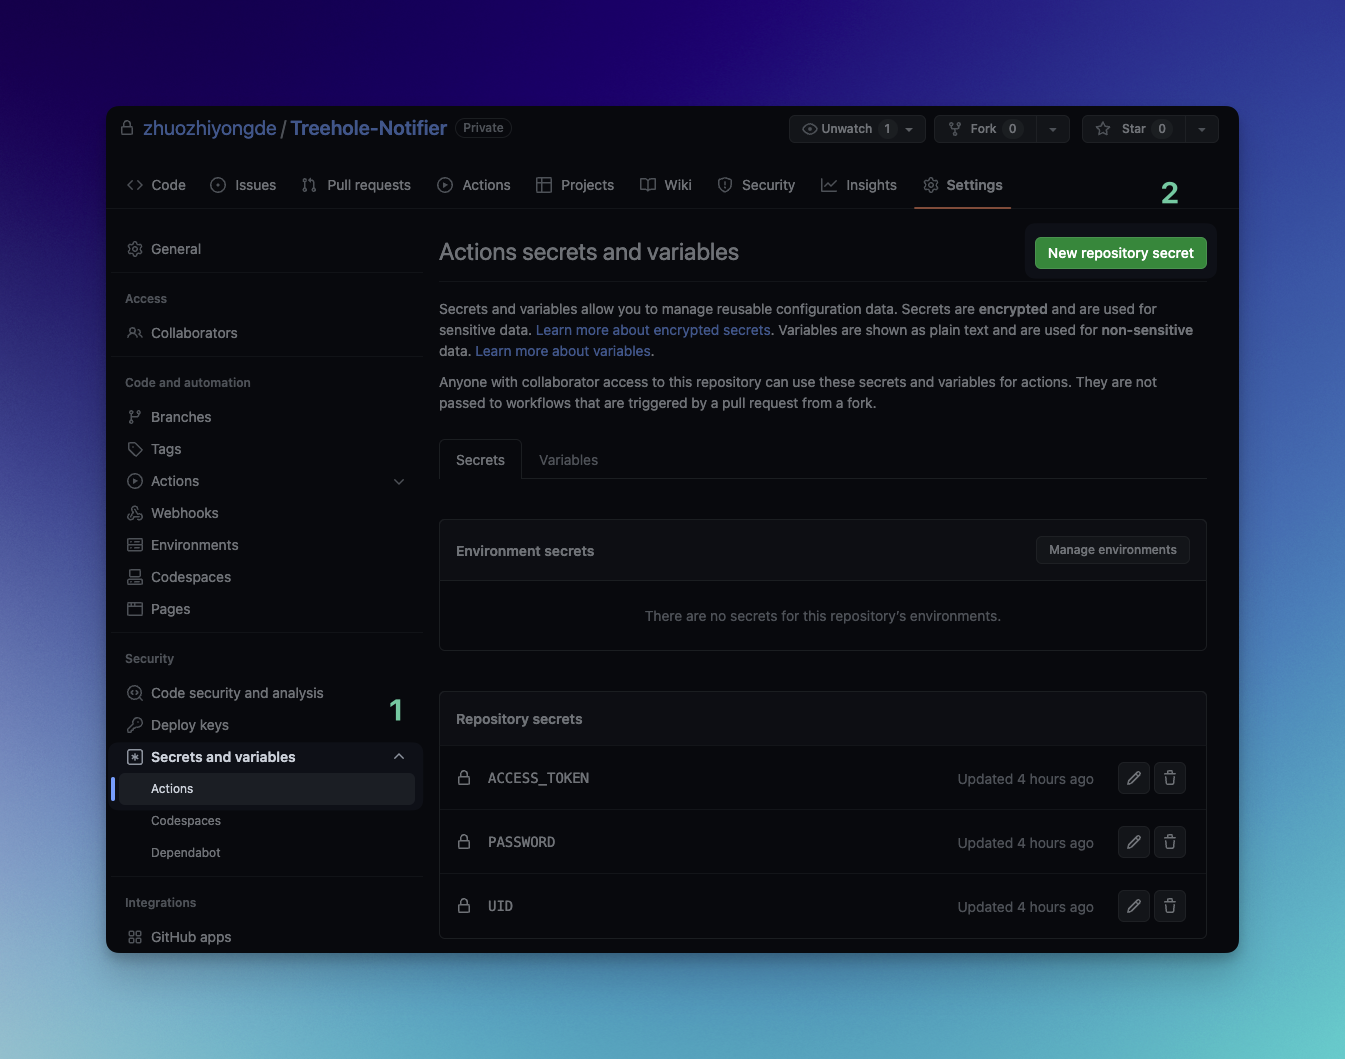 zhuozhiyongde / Treehole-Notifier Private
Unwatch 1 Fork 0 Star 0
Code Issues Pull requests Actions Projects Wiki Security Insights Settings
2
General
Access
Collaborators
Code and automation
Branches
Tags
Actions
Webhooks
Environments
Codespaces
Pages
Security
Code security and analysis
1
Deploy keys
Secrets and variables
Actions
Codespaces
Dependabot
Integrations
GitHub apps
Actions secrets and variables
New repository secret
Secrets and variables allow you to manage reusable configuration data. Secrets are encrypted and are used for
sensitive data. Learn more about encrypted secrets. Variables are shown as plain text and are used for non-sensitive
data. Learn more about variables.
Anyone with collaborator access to this repository can use these secrets and variables for actions. They are not
passed to workflows that are triggered by a pull request from a fork.
Secrets Variables
Environment secrets Manage environments
There are no secrets for this repository's environments.
Repository secrets
ACCESS_TOKEN Updated 4 hours ago
PASSWORD Updated 4 hours ago
UID Updated 4 hours ago